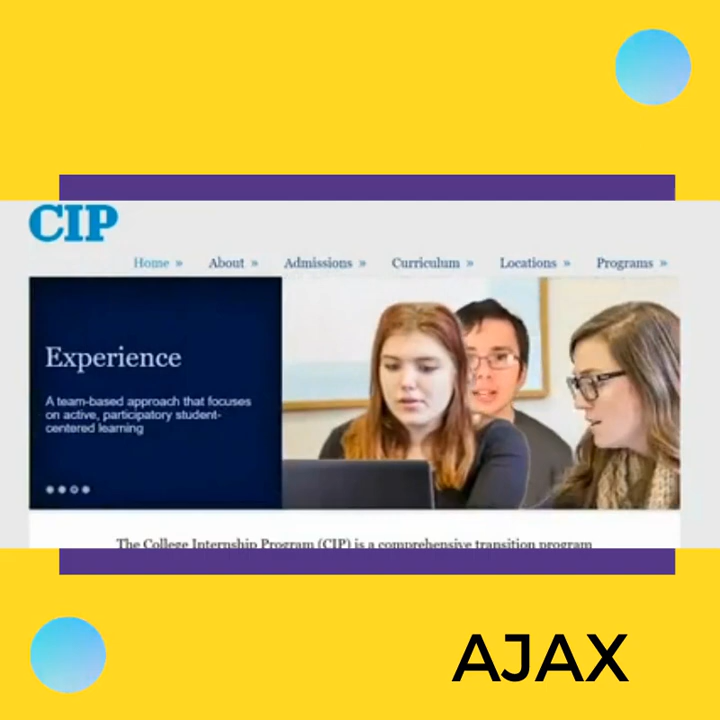 CIP
Home » About » Admissions » Curriculum » Locations » Programs »
Experience
A team-based approach that focuses
on active, participatory student-
centered learning
The College Internship Program (CIP) is a comprehensive transition program
AJAX